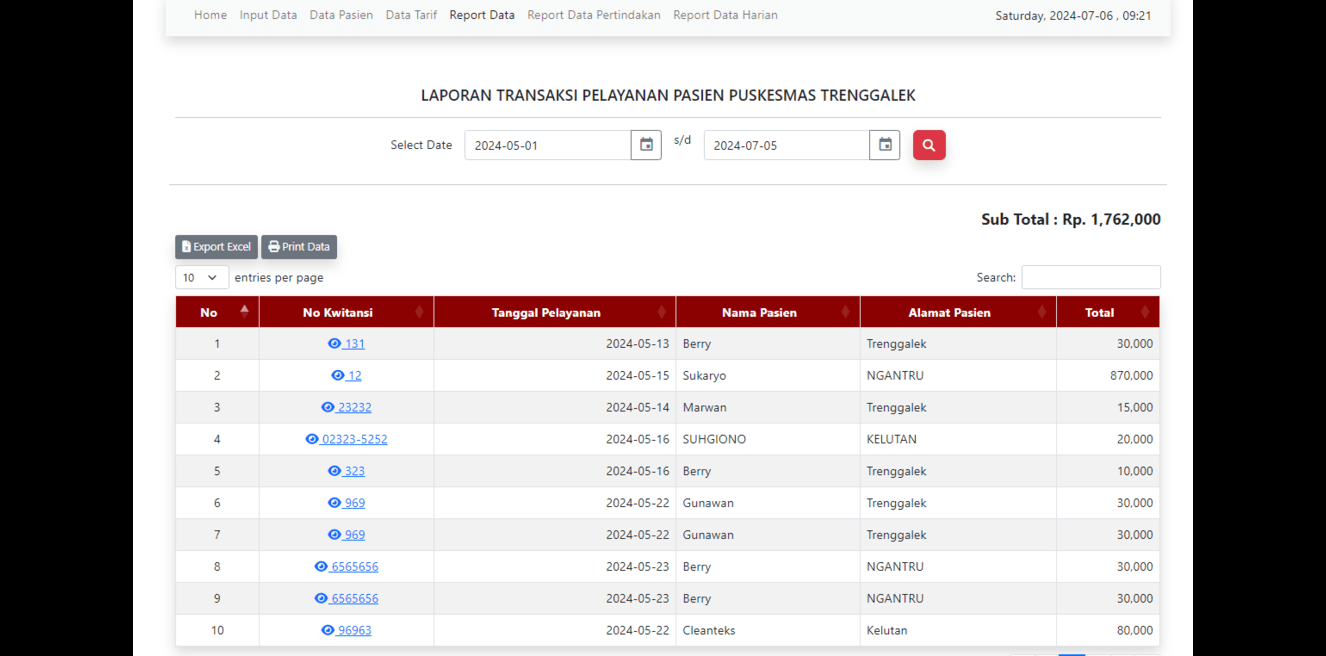 Home Input Data Data Pasien Data Tarif Report Data Report Data Pertindakan Report Data Harian Saturday, 2024-07-06 , 09:21
LAPORAN TRANSAKSI PELAYANAN PASIEN PUSKESMAS TRENGGALEK
Select Date 2024-05-01 s/d 2024-07-05
Sub Total : Rp. 1,762,000
Export Excel Print Data
10 entries per page Search:
No No Kwitansi Tanggal Pelayanan Nama Pasien Alamat Pasien Total
1 131 2024-05-13 Berry Trenggalek 30,000
2 12 2024-05-15 Sukaryo NGANTRU 870,000
3 23232 2024-05-14 Marwan Trenggalek 15,000
4 02323-5252 2024-05-16 SUHGIONO KELUTAN 20,000
5 323 2024-05-16 Berry Trenggalek 10,000
6 969 2024-05-22 Gunawan Trenggalek 30,000
7 969 2024-05-22 Gunawan Trenggalek 30,000
8 6565656 2024-05-23 Berry NGANTRU 30,000
9 6565656 2024-05-23 Berry NGANTRU 30,000
10 96963 2024-05-22 Cleanteks Kelutan 80,000